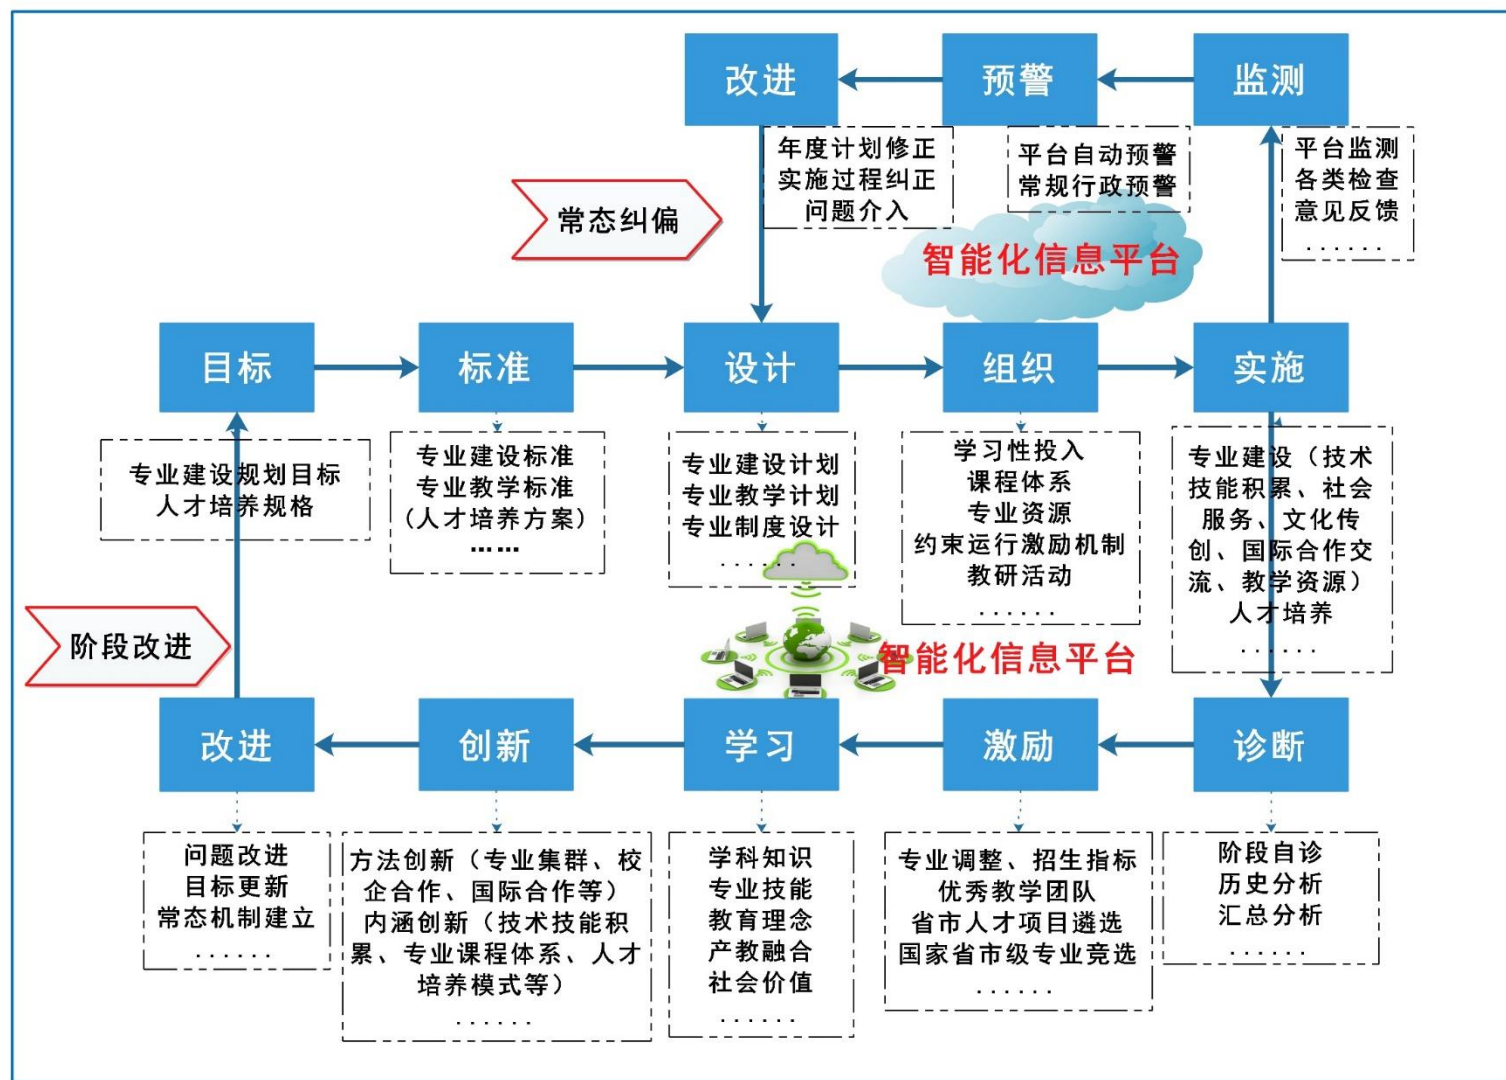 改进
预警
监测
年度计划修正
实施过程纠正
问题介入
平台自动预警
常规行政预警
平台监测
各类检查
意见反馈
......
常态纠偏
智能化信息平台
目标
标准
设计
组织
实施
专业建设规划目标
人才培养规格
专业建设标准
专业教学标准
（人才培养方案）
……
专业建设计划
专业教学计划
专业制度设计
......
学习性投入
课程体系
专业资源
约束运行激励机制
教研活动
......
专业建设（技术
技能积累、社会
服务、文化传
创、国际合作交
流、教学资源）
人才培养
......
阶段改进
智能化信息平台
改进
创新
学习
激励
诊断
问题改进
目标更新
常态机制建立
......
方法创新（专业集群、校
企合作、国际合作等）
内涵创新（技术技能积
累、专业课程体系、人才
培养模式等）
......
学科知识
专业技能
教育理念
产教融合
社会价值
......
专业调整、招生指标
优秀教学团队
省市人才项目遴选
国家省市级专业竞选
......
阶段自诊
历史分析
汇总分析
......